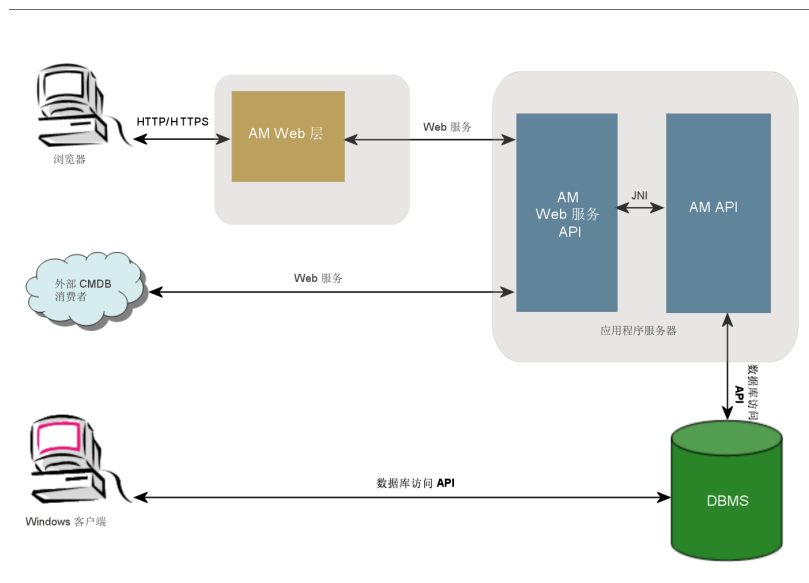 HTTP/HTTPS
AM Web 层
Web 服务
浏览器
AM
Web 服务
API
JNI
AM API
外部 CMDB
消费者
Web 服务
应用程序服务器
数据库访问
API
数据库访问 API
DBMS
Windows 客户端